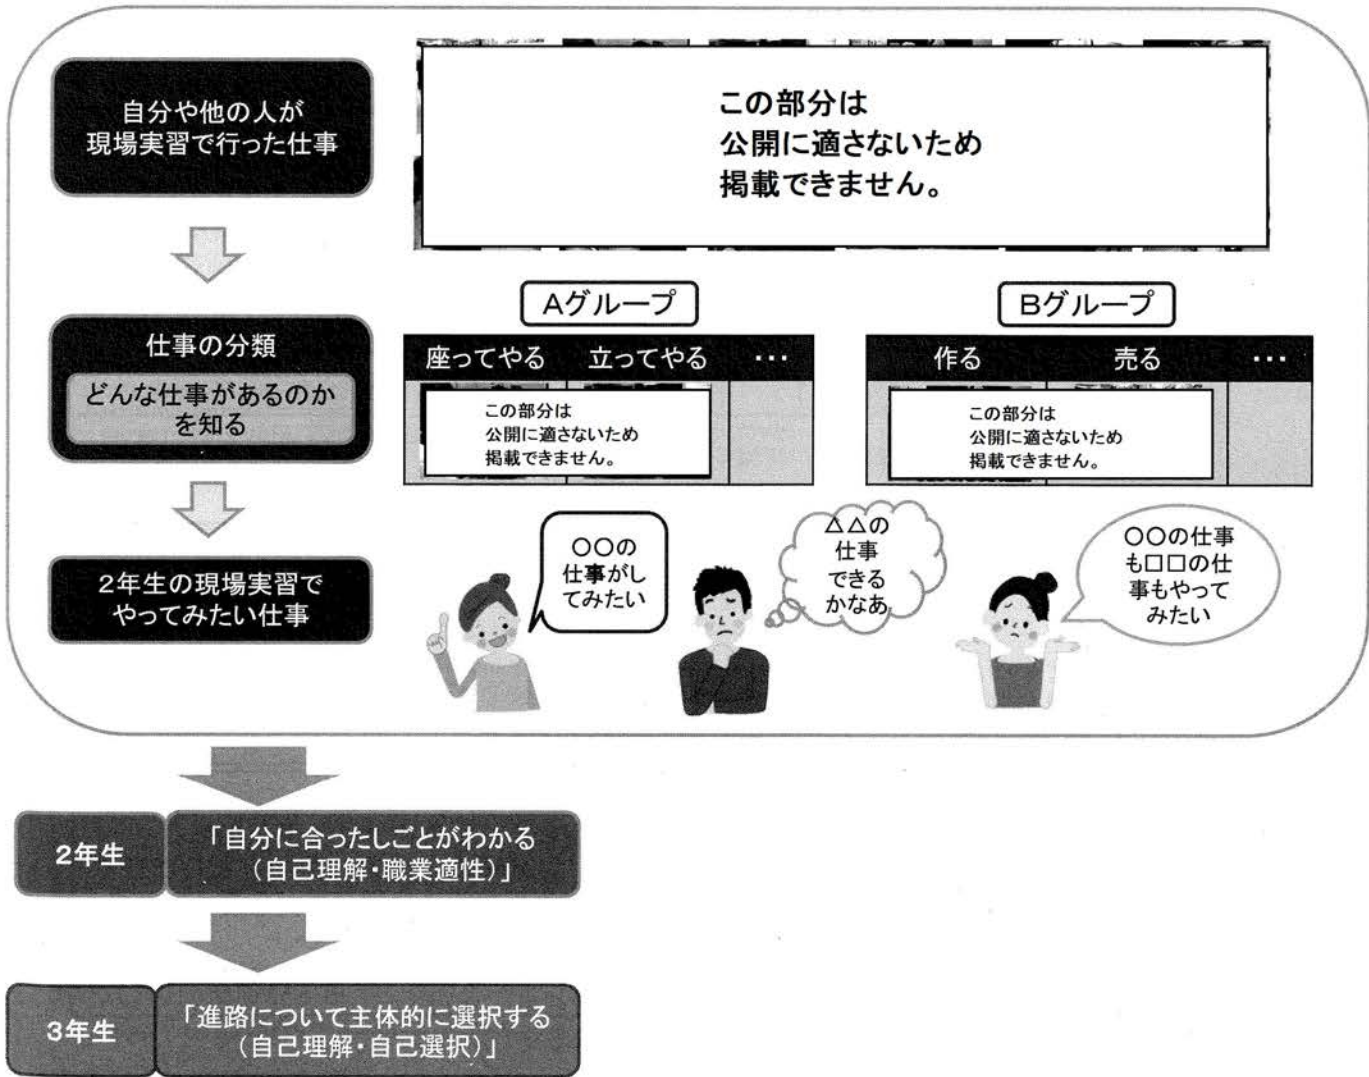 自分や他の人が
現場実習で行った仕事
この部分は
公開に適さないため
掲載できません。
仕事の分類
どんな仕事があるのか
を知る
Aグループ
座ってやる 立ってやる ・・・
この部分は
公開に適さないため
掲載できません。
Bグループ
作る 売る ・・・
この部分は
公開に適さないため
掲載できません。
2年生の現場実習で
やってみたい仕事
〇〇の
仕事がし
てみたい
△△の
仕事
できる
かなあ
〇〇の仕事
も□□の仕
事もやって
みたい
2年生
「自分に合ったしごとがわかる
(自己理解・職業適性)」
3年生
「進路について主体的に選択する
(自己理解・自己選択)」